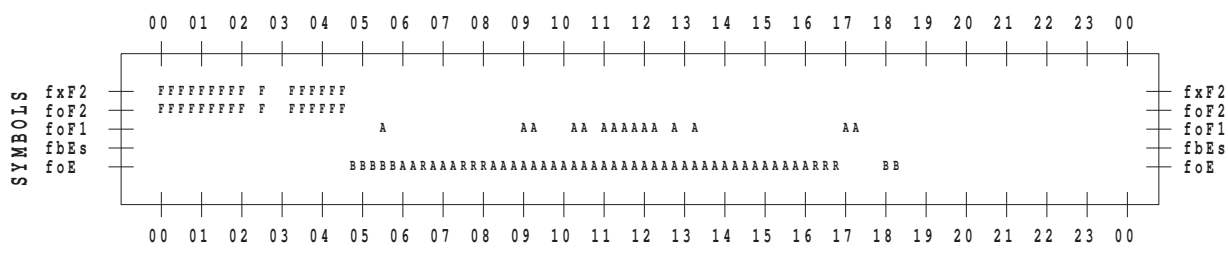 00 01 02 03 04 05 06 07 08 09 10 11 12 13 14 15 16 17 18 19 20 21 22 23 00
SYMBOLS
fxF2 FFFFFFFFF F FFFFFF fxF2
foF2 FFFFFFFFF F FFFFFF foF2
foF1 A AA AA AAAAAA A A AA foF1
fbEs fbEs
foE BBBBBAARAAARRRAAAAAAAAAAAAAAAAAAAAAAAAAAAAAAAARRR BB foE
00 01 02 03 04 05 06 07 08 09 10 11 12 13 14 15 16 17 18 19 20 21 22 23 00